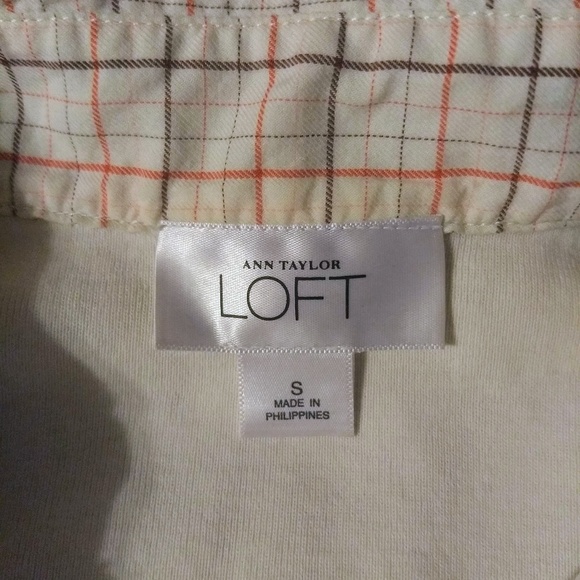 ANN TAYLOR
LOFT
S
MADE IN
PHILIPPINES